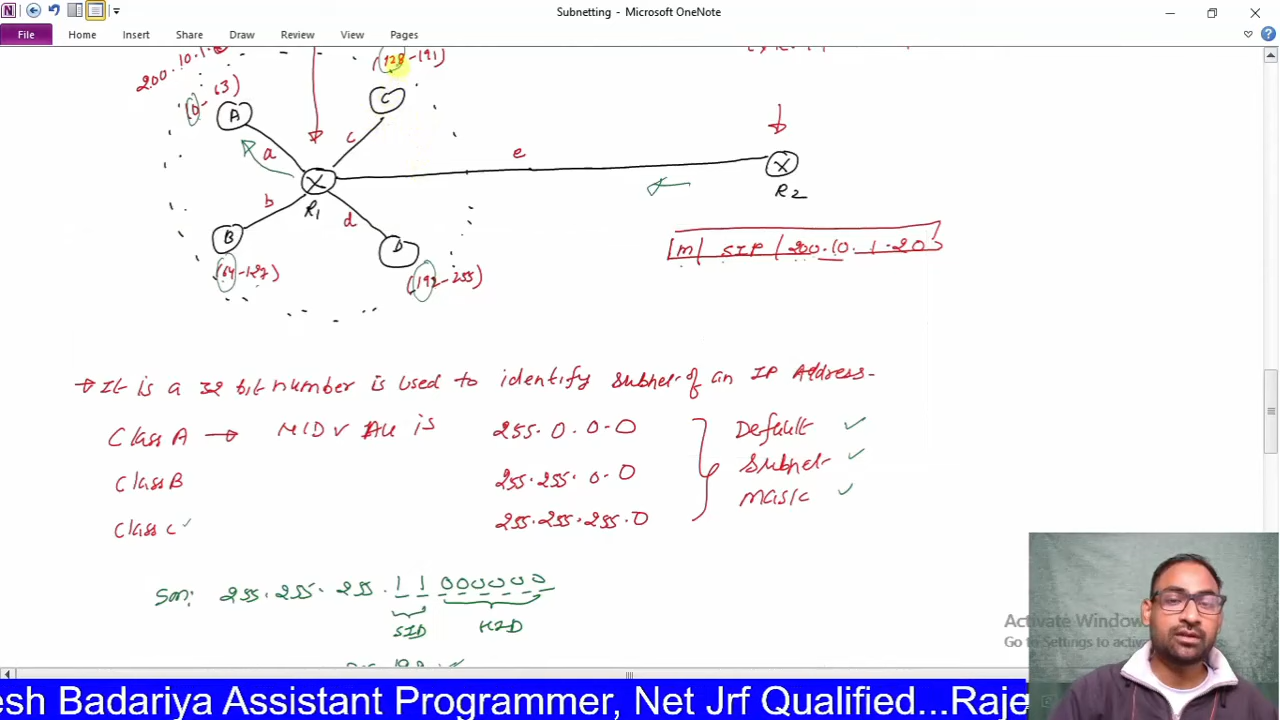 Subnetting - Microsoft OneNote
File Home Insert Share Draw Review View Pages
200.10.1.0
(128-191)
(0-63)
A
C
a
c
e
X
R1
X
R2
b
d
B
D
(64-127)
(192-255)
[m| SIP | 200.10.1.20
→ It is a 32 bit number is used to identify subnet of an IP Address-
Class A → NID v All is 255.0.0.0 Default ✓
Class B 255.255.0.0 Subnet ✓
Class C ✓ 255.255.255.0 Mask ✓
255.255.255.11000000
SID HID
Activate Window
Go to Settings to activ
esh Badariya Assistant Programmer, Net Jrf Qualified...Raje